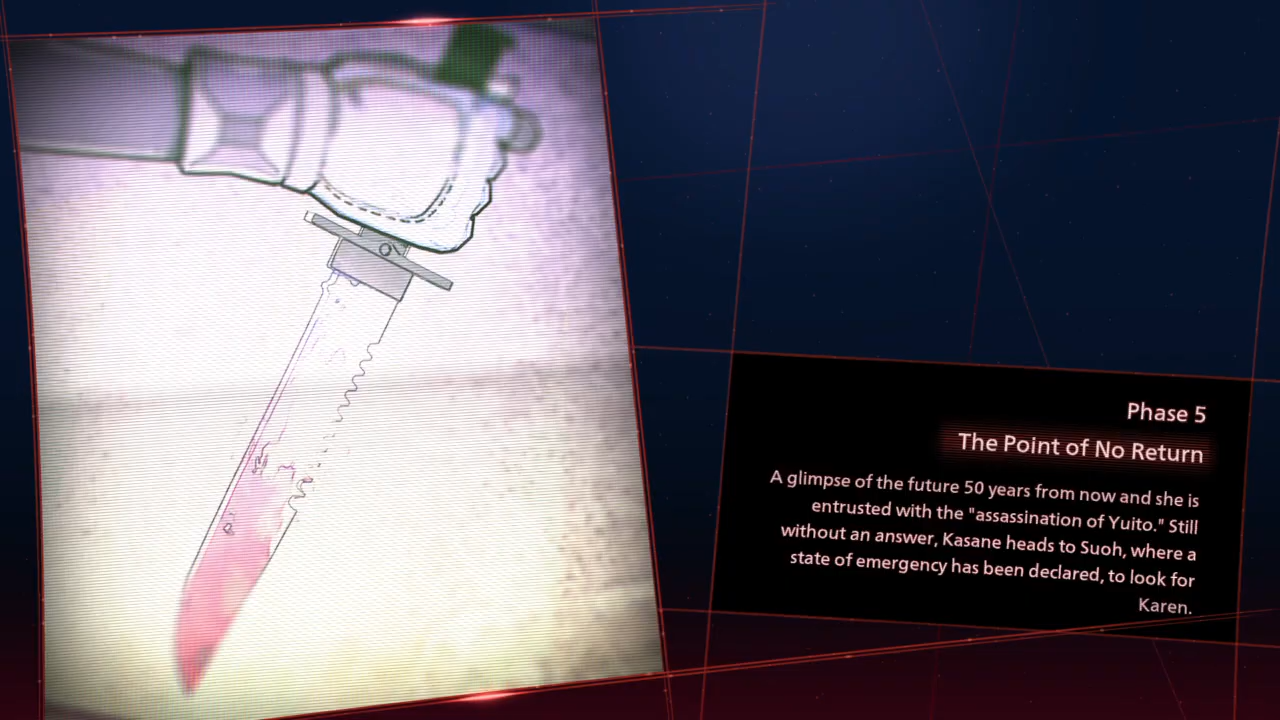 Phase 5
The Point of No Return
A glimpse of the future 50 years from now and she is
entrusted with the "assassination of Yuito." Still
without an answer, Kasane heads to Suoh, where a
state of emergency has been declared, to look for
Karen.